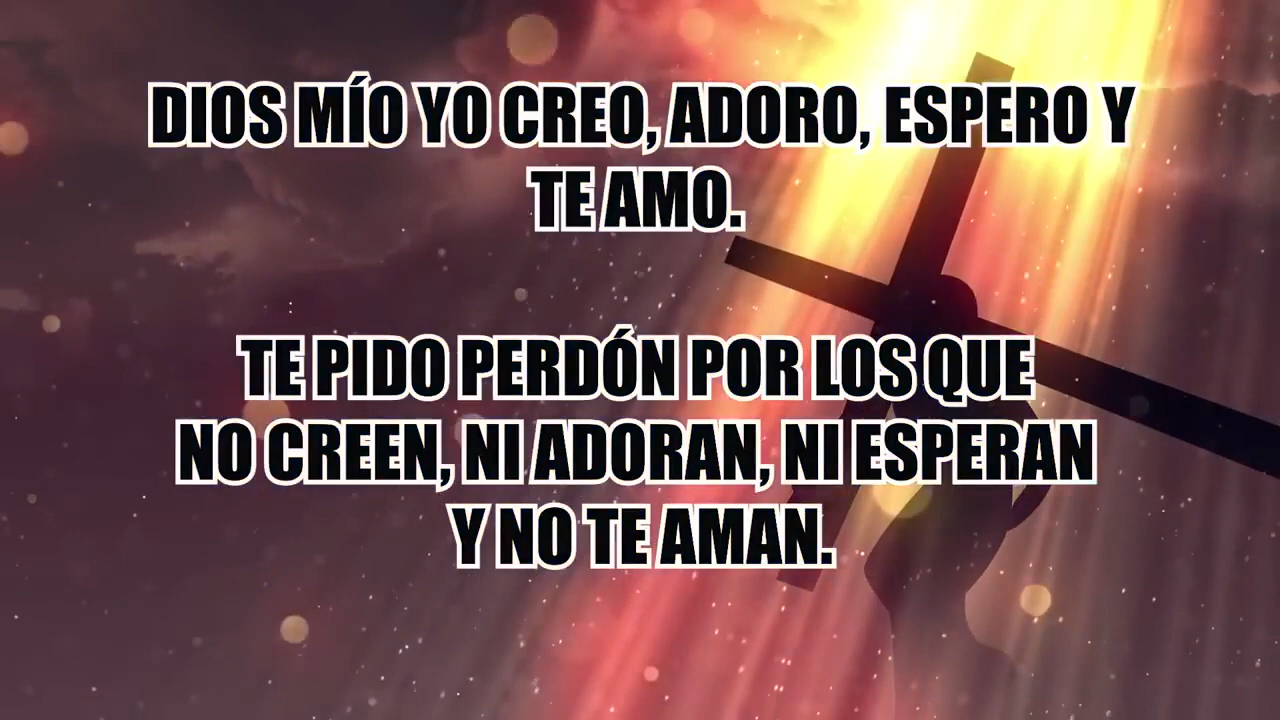 DIOS MÍO YO CREO, ADORO, ESPERO Y
TE AMO.
TE PIDO PERDÓN POR LOS QUE
NO CREEN, NI ADORAN, NI ESPERAN
Y NO TE AMAN.